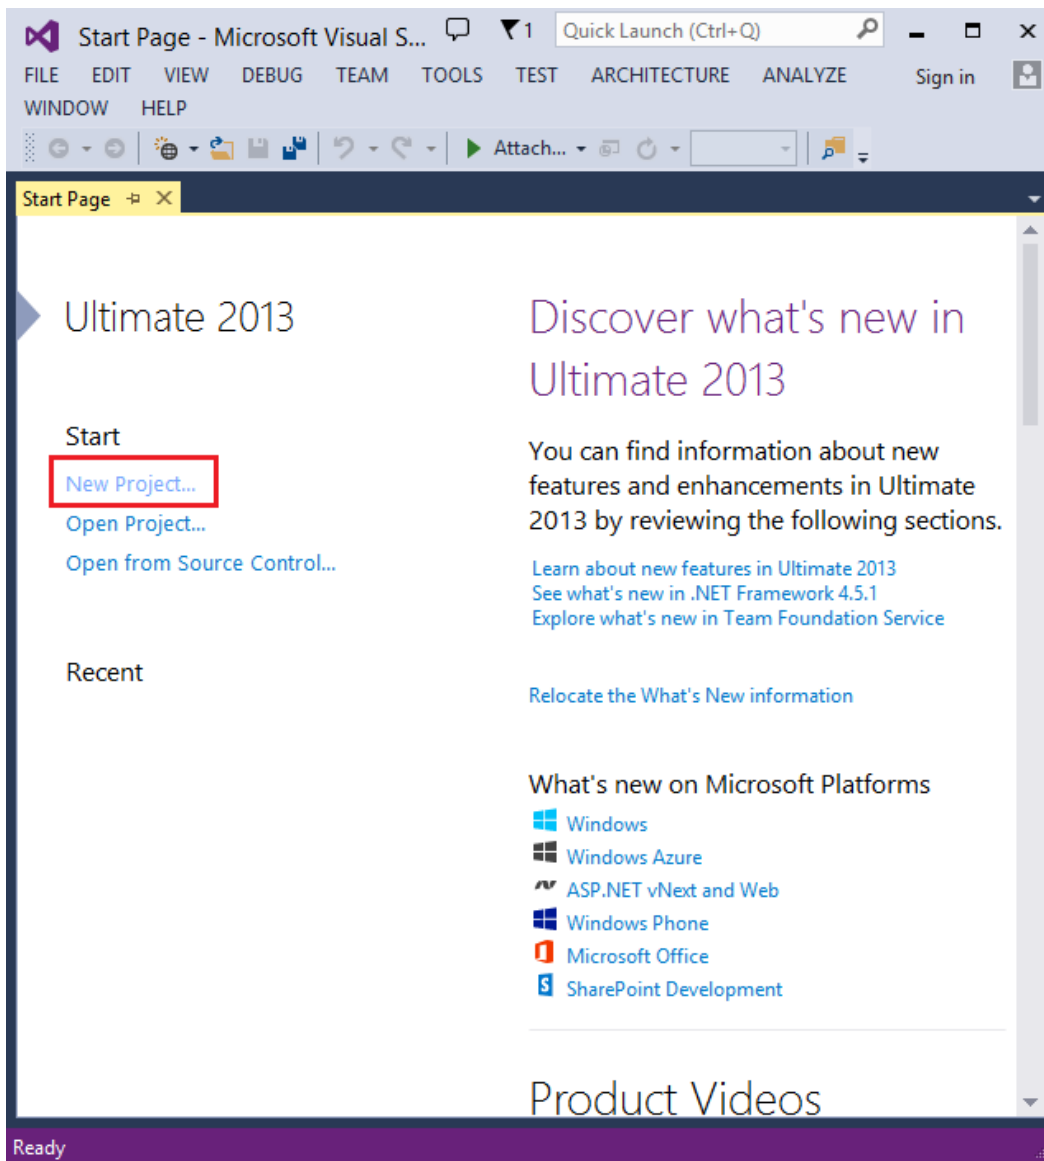 Start Page - Microsoft Visual S... 1 Quick Launch (Ctrl+Q)
FILE EDIT VIEW DEBUG TEAM TOOLS TEST ARCHITECTURE ANALYZE Sign in
WINDOW HELP
Attach...
Start Page
Ultimate 2013
Start
New Project...
Open Project...
Open from Source Control...
Recent
Discover what's new in
Ultimate 2013
You can find information about new
features and enhancements in Ultimate
2013 by reviewing the following sections.
Learn about new features in Ultimate 2013
See what's new in .NET Framework 4.5.1
Explore what's new in Team Foundation Service
Relocate the What's New information
What's new on Microsoft Platforms
Windows
Windows Azure
ASP.NET vNext and Web
Windows Phone
Microsoft Office
SharePoint Development
Product Videos
Ready